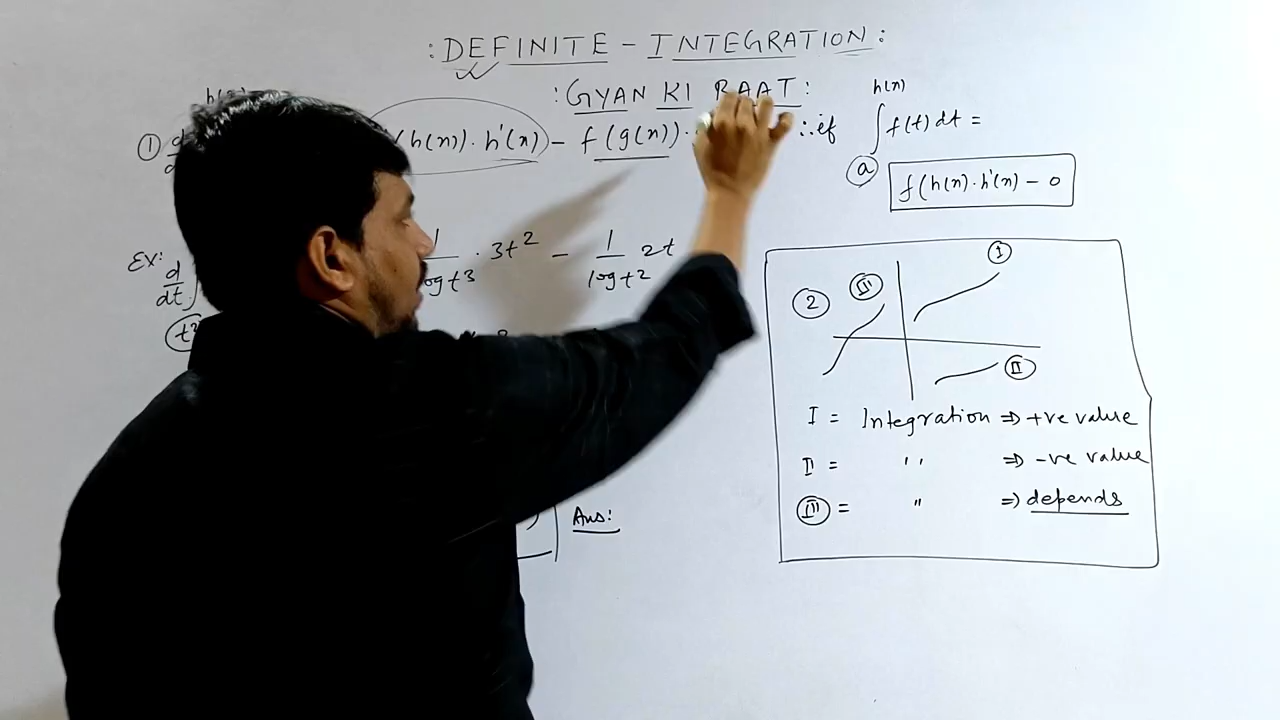 : DEFINITE - INTEGRATION :
: GYAN KI RAAT :
① (h(x)). h'(x) - f(g(x)).
∴ if ∫ f(t) dt =
h(x)
a
f(h(x). h'(x) - 0
Ex: d/dt ∫ 1/log t³ · 3t² - 1/log t² 2t
t²
Ans:
②
I
II
III
I = Integration ⇒ +ve value
II = '' ⇒ -ve value
III = '' ⇒ depends